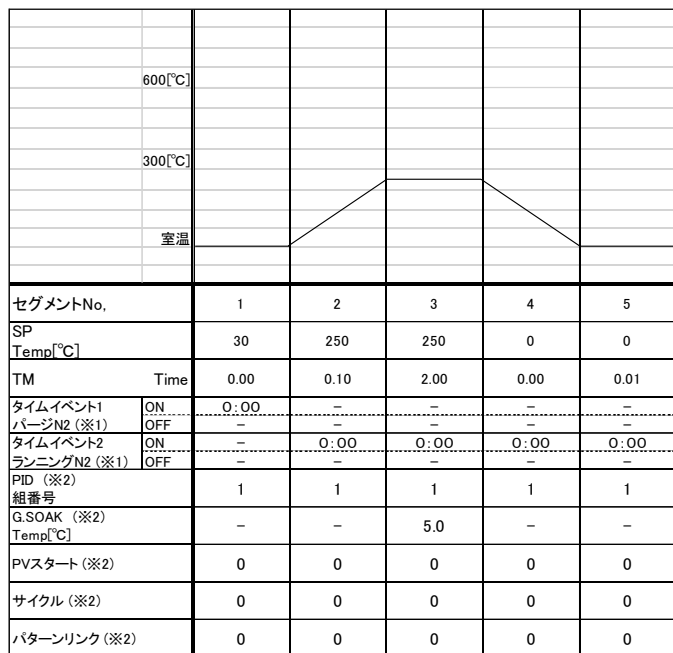 600[℃]
300[℃]
室温
セグメントNo, 1 2 3 4 5
SP
Temp[℃] 30 250 250 0 0
TM Time 0.00 0.10 2.00 0.00 0.01
タイムイベント1 ON 0:00 － － － －
パージN2 (※1) OFF － － － － －
タイムイベント2 ON － 0:00 0:00 0:00 0:00
ランニングN2 (※1) OFF － － － － －
PID (※2)
組番号 1 1 1 1 1
G.SOAK (※2)
Temp[℃] － － 5.0 － －
PVスタート (※2) 0 0 0 0 0
サイクル (※2) 0 0 0 0 0
パターンリンク (※2) 0 0 0 0 0